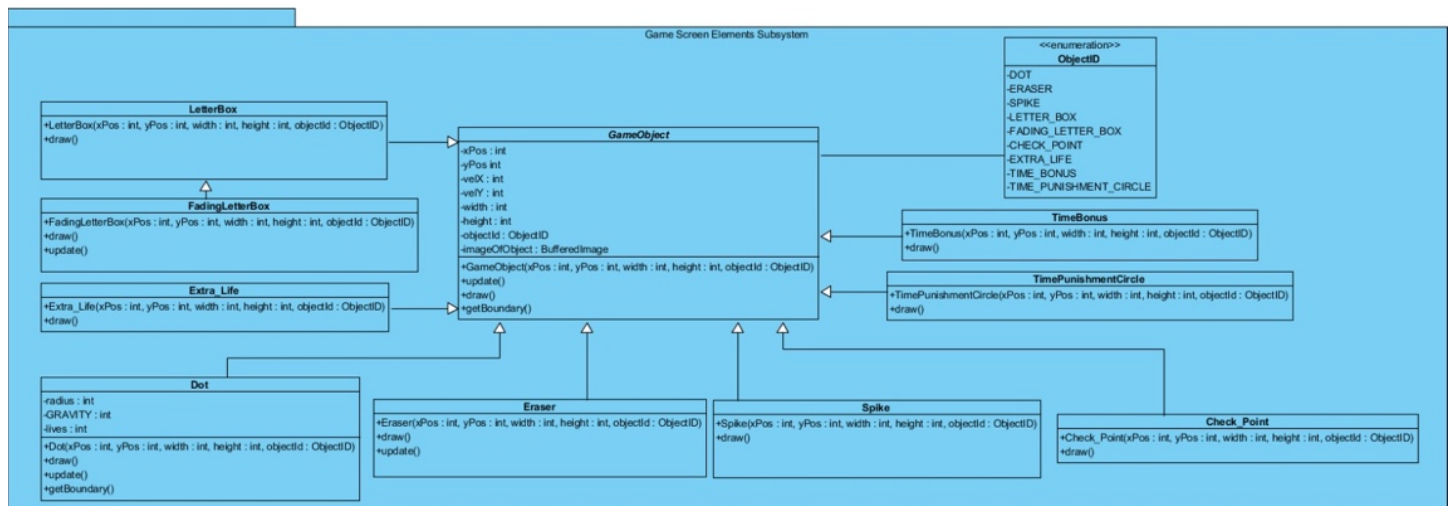 Game Screen Elements Subsystem
<<enumeration>>
ObjectID
-DOT
-ERASER
-SPIKE
-LETTER_BOX
-FADING_LETTER_BOX
-CHECK_POINT
-EXTRA_LIFE
-TIME_BONUS
-TIME_PUNISHMENT_CIRCLE
LetterBox
+LetterBox(xPos : int, yPos : int, width : int, height : int, objectId : ObjectID)
+draw()
GameObject
-xPos : int
-yPos int
-velX : int
-velY : int
-width : int
-height : int
-objectId : ObjectID
-imageOfObject : BufferedImage
+GameObject(xPos : int, yPos : int, width : int, height : int, objectId : ObjectID)
+update()
+draw()
+getBoundary()
FadingLetterBox
+FadingLetterBox(xPos : int, yPos : int, width : int, height : int, objectId : ObjectID)
+draw()
+update()
TimeBonus
+TimeBonus(xPos : int, yPos : int, width : int, height : int, objectId : ObjectID)
+draw()
TimePunishmentCircle
+TimePunishmentCircle(xPos : int, yPos : int, width : int, height : int, objectId : ObjectID)
+draw()
Extra_Life
+Extra_Life(xPos : int, yPos : int, width : int, height : int, objectId : ObjectID)
+draw()
Dot
-radius : int
-GRAVITY : int
-lives : int
+Dot(xPos : int, yPos : int, width : int, height : int, objectId : ObjectID)
+draw()
+update()
+getBoundary()
Eraser
+Eraser(xPos : int, yPos : int, width : int, height : int, objectId : ObjectID)
+draw()
+update()
Spike
+Spike(xPos : int, yPos : int, width : int, height : int, objectId : ObjectID)
+draw()
Check_Point
+Check_Point(xPos : int, yPos : int, width : int, height : int, objectId : ObjectID)
+draw()